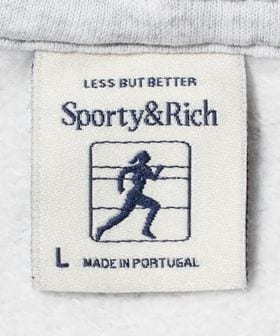 LESS BUT BETTER
Sporty&Rich
L MADE IN PORTUGAL